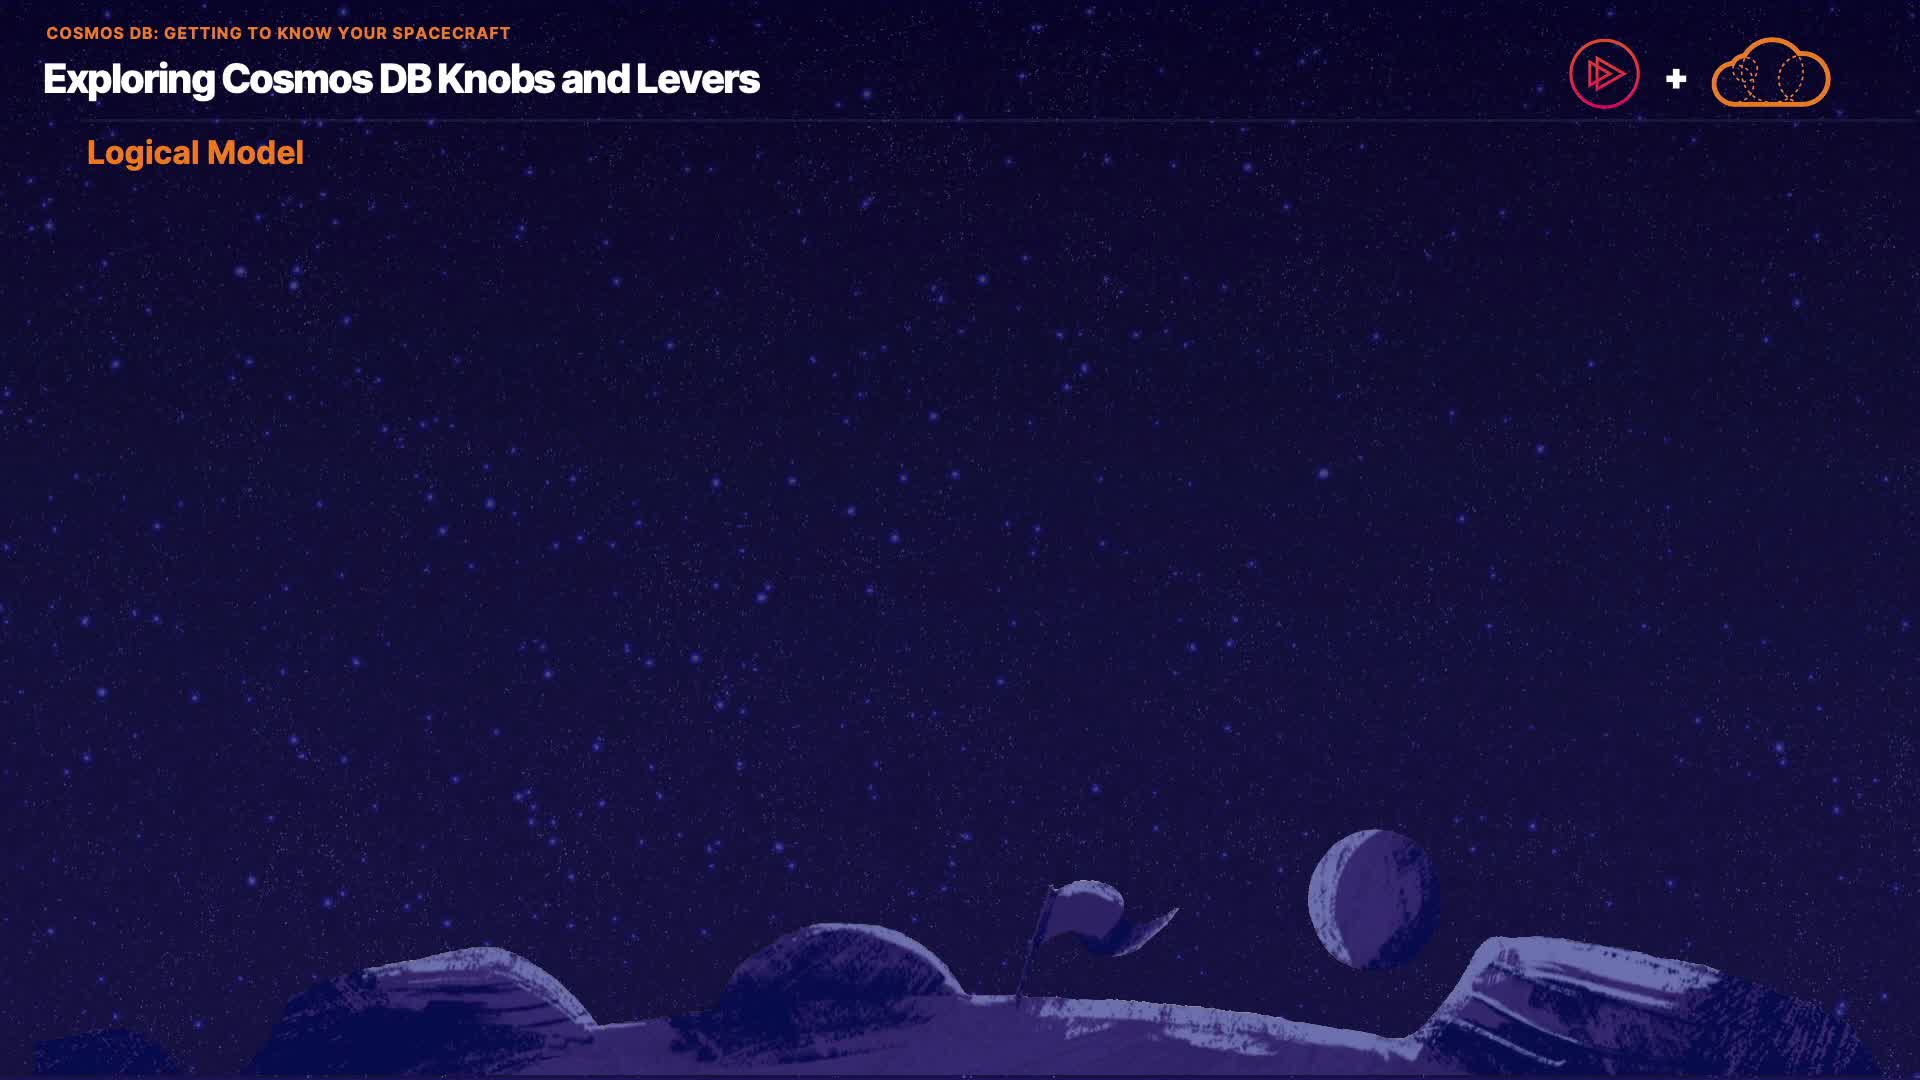 COSMOS DB: GETTING TO KNOW YOUR SPACECRAFT
Exploring Cosmos DB Knobs and Levers
+
Logical Model